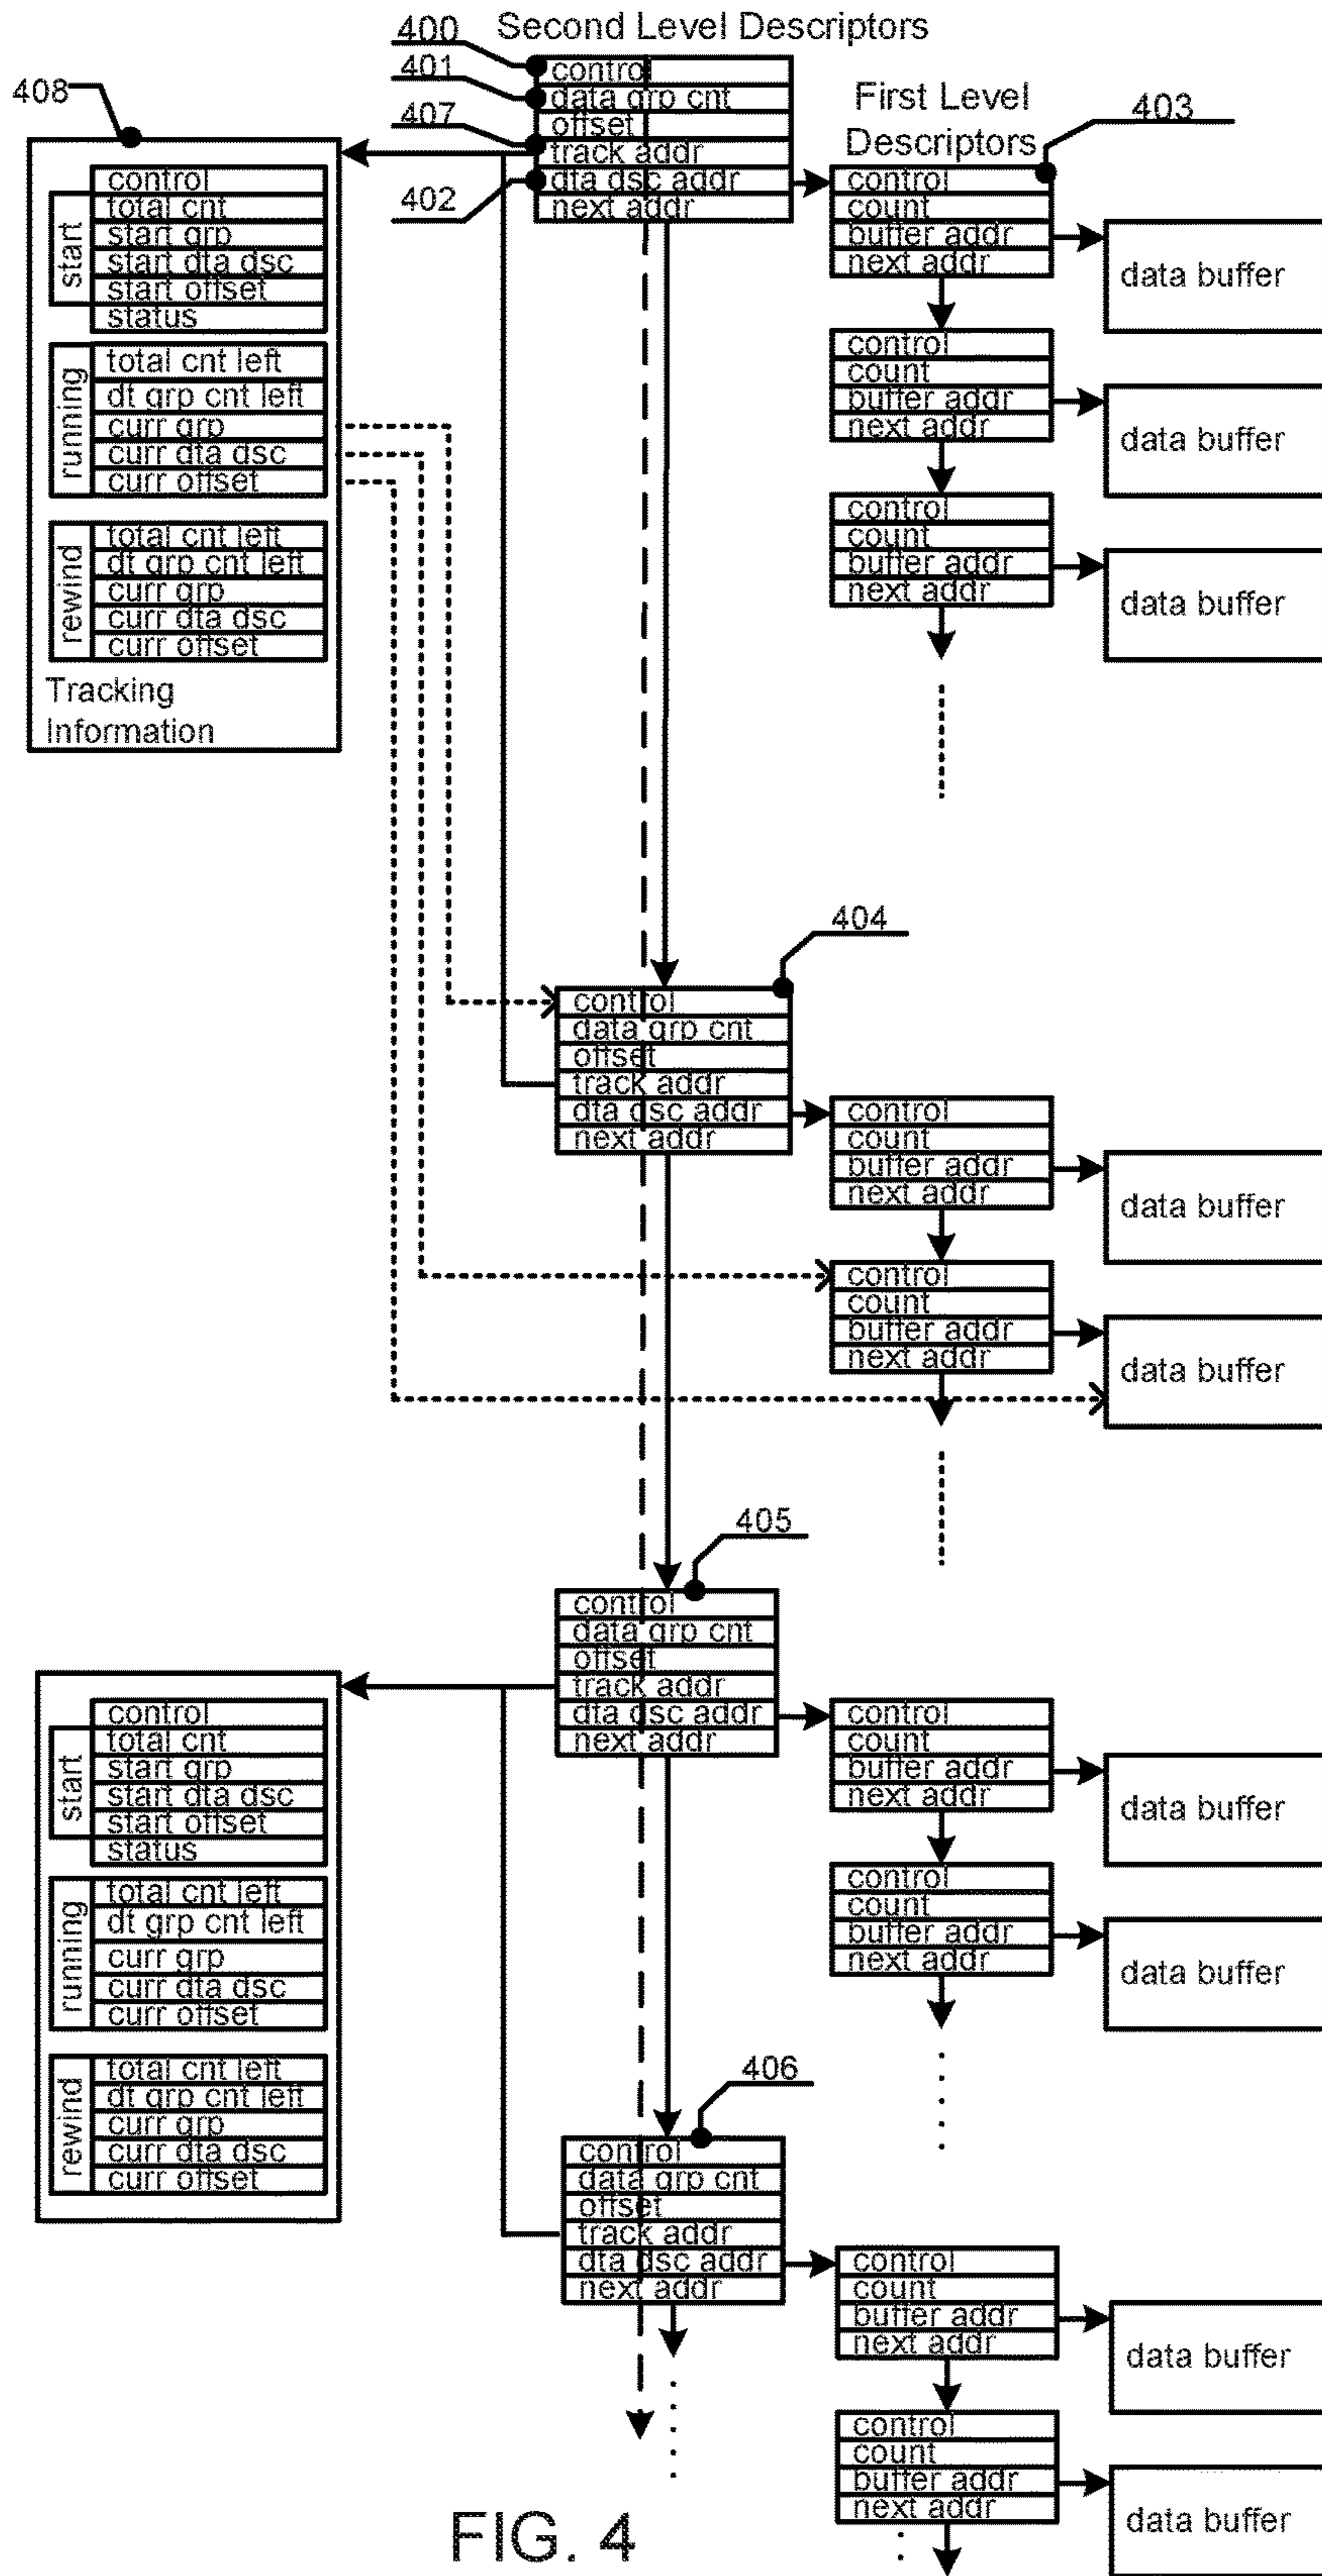 400
Second Level Descriptors
401
407
402
control
data grp cnt
offset
track addr
dta dsc addr
next addr
408
control
total cnt
start grp
start dta dsc
start offset
status
start
total cnt left
dt grp cnt left
curr grp
curr dta dsc
curr offset
running
total cnt left
dt grp cnt left
curr grp
curr dta dsc
curr offset
rewind
Tracking
Information
First Level
Descriptors
403
control
count
buffer addr
next addr
data buffer
control
count
buffer addr
next addr
data buffer
control
count
buffer addr
next addr
data buffer
404
control
data grp cnt
offset
track addr
dta dsc addr
next addr
control
count
buffer addr
next addr
data buffer
control
count
buffer addr
next addr
data buffer
405
control
data grp cnt
offset
track addr
dta dsc addr
next addr
control
total cnt
start grp
start dta dsc
start offset
status
start
total cnt left
dt grp cnt left
curr grp
curr dta dsc
curr offset
running
total cnt left
dt grp cnt left
curr grp
curr dta dsc
curr offset
rewind
control
count
buffer addr
next addr
data buffer
control
count
buffer addr
next addr
data buffer
406
control
data grp cnt
offset
track addr
dta dsc addr
next addr
control
count
buffer addr
next addr
data buffer
control
count
buffer addr
next addr
data buffer
FIG. 4